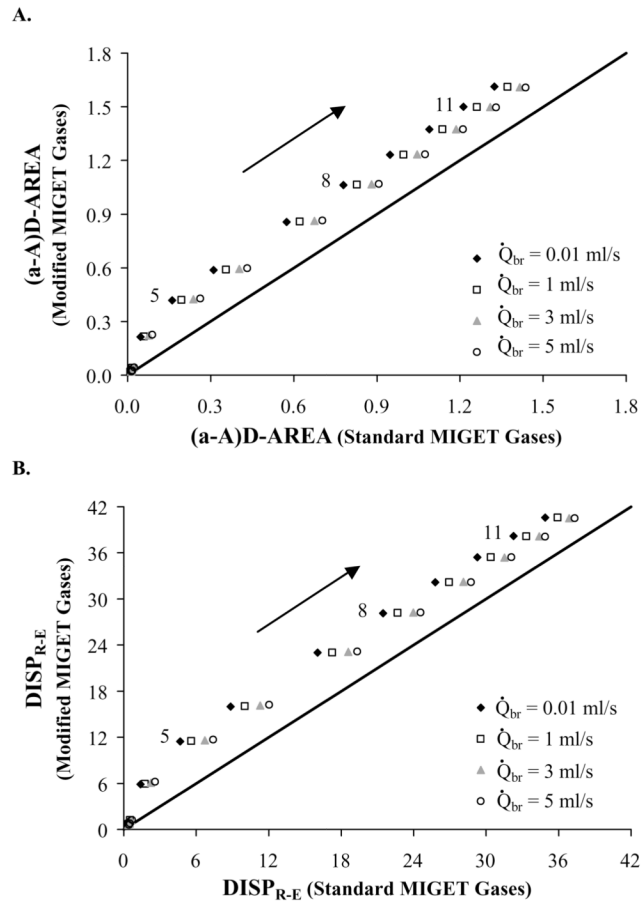 A.
1.8
1.5
1.2
0.9
0.6
0.3
0.0
(a-A)D-AREA
(Modified MIGET Gases)
11
8
5
Q̇br = 0.01 ml/s
Q̇br = 1 ml/s
Q̇br = 3 ml/s
Q̇br = 5 ml/s
0.0 0.3 0.6 0.9 1.2 1.5 1.8
(a-A)D-AREA (Standard MIGET Gases)
B.
42
36
30
24
18
12
6
0
DISPR-E
(Modified MIGET Gases)
11
8
5
Q̇br = 0.01 ml/s
Q̇br = 1 ml/s
Q̇br = 3 ml/s
Q̇br = 5 ml/s
0 6 12 18 24 30 36 42
DISPR-E (Standard MIGET Gases)